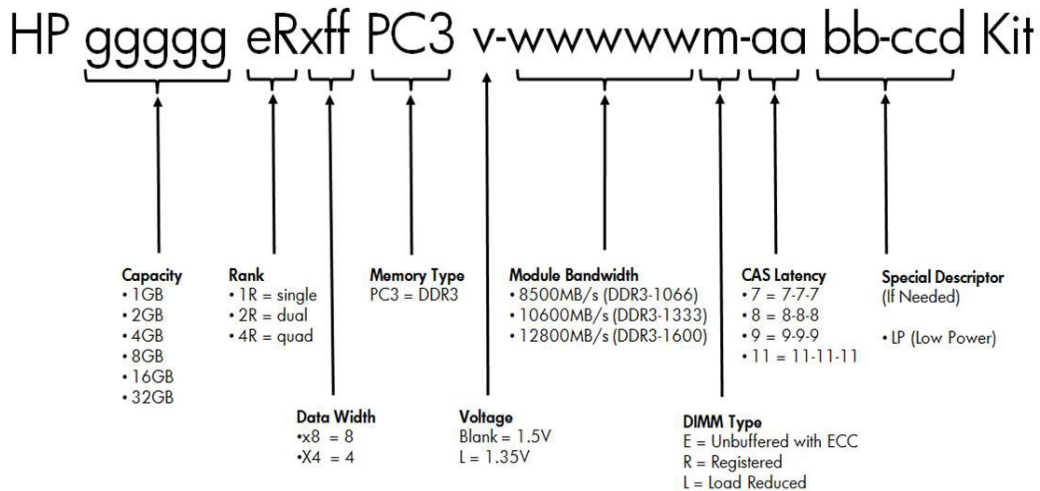 HP ggggg eRxff PC3 v-wwwwwm-aa bb-ccd Kit
Capacity
• 1GB
• 2GB
• 4GB
• 8GB
• 16GB
• 32GB
Rank
• 1R = single
• 2R = dual
• 4R = quad
Memory Type
PC3 = DDR3
Module Bandwidth
• 8500MB/s (DDR3-1066)
• 10600MB/s (DDR3-1333)
• 12800MB/s (DDR3-1600)
CAS Latency
• 7 = 7-7-7
• 8 = 8-8-8
• 9 = 9-9-9
• 11 = 11-11-11
Special Descriptor
(If Needed)
• LP (Low Power)
Data Width
•x8 = 8
•X4 = 4
Voltage
Blank = 1.5V
L = 1.35V
DIMM Type
E = Unbuffered with ECC
R = Registered
L = Load Reduced